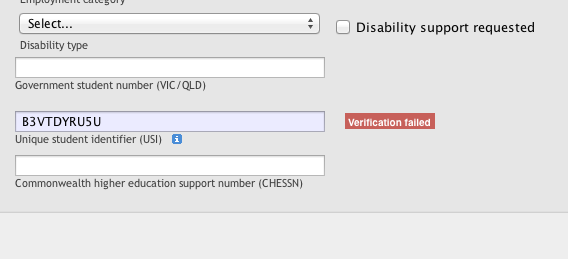 Employment category
Select...
Disability support requested
Disability type
Government student number (VIC/QLD)
B3VTDYRU5U
Verification failed
Unique student identifier (USI)
Commonwealth higher education support number (CHESSN)